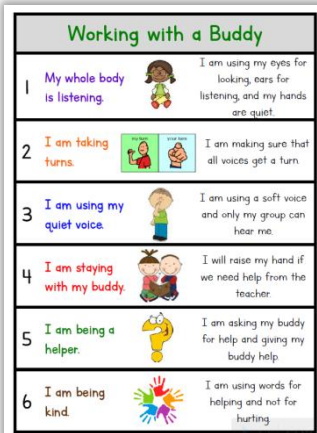 Working with a Buddy
1
My whole body
is listening.
I am using my eyes for
looking, ears for
listening, and my hands
are quiet.
2
I am taking
turns.
my turn
your turn
I am making sure that
all voices get a turn
3
I am using my
quiet voice.
I am using a soft voice
and only my group can
hear me.
4
I am staying
with my buddy.
I will raise my hand if
we need help from the
teacher.
5
I am being a
helper.
I am asking my buddy
for help and giving my
buddy help.
6
I am being
kind.
I am using words for
helping and not for
hurting.